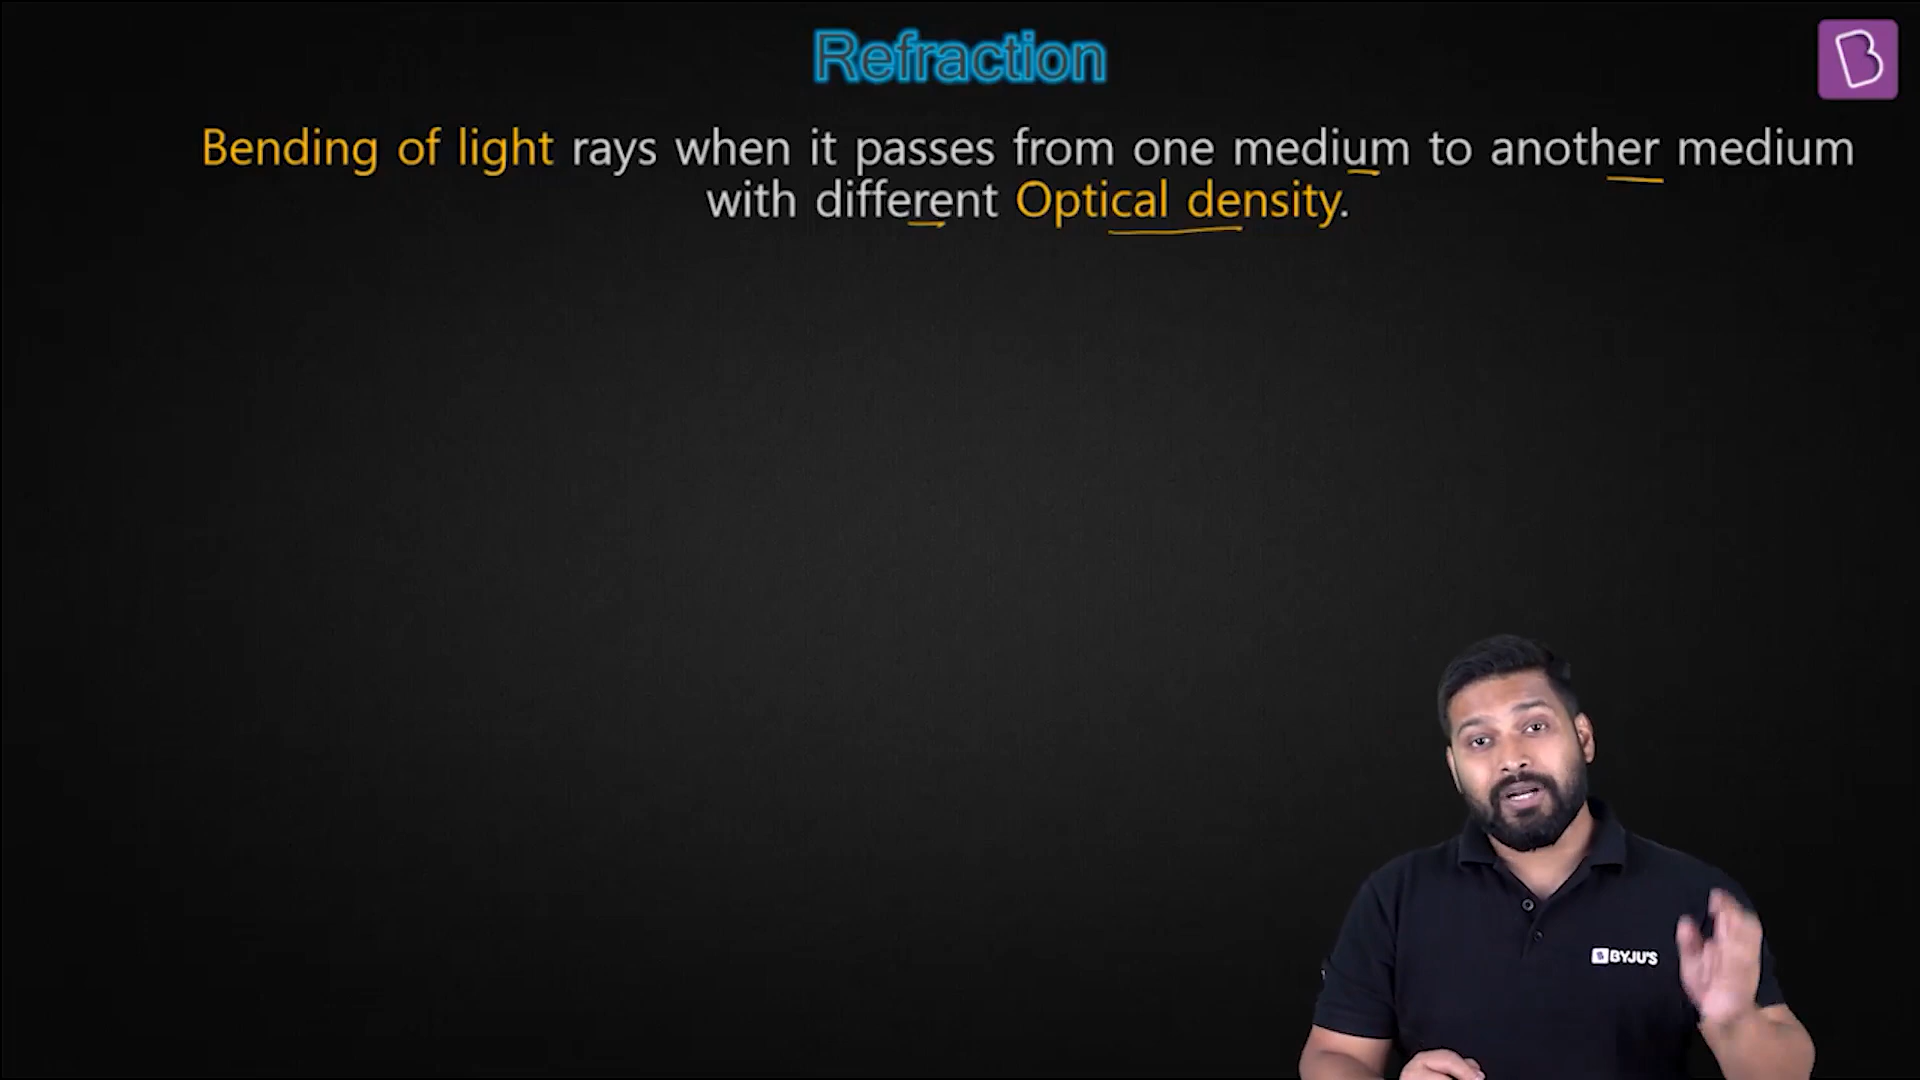 Refraction
Bending of light rays when it passes from one medium to another medium
with different Optical density.
BYJU'S